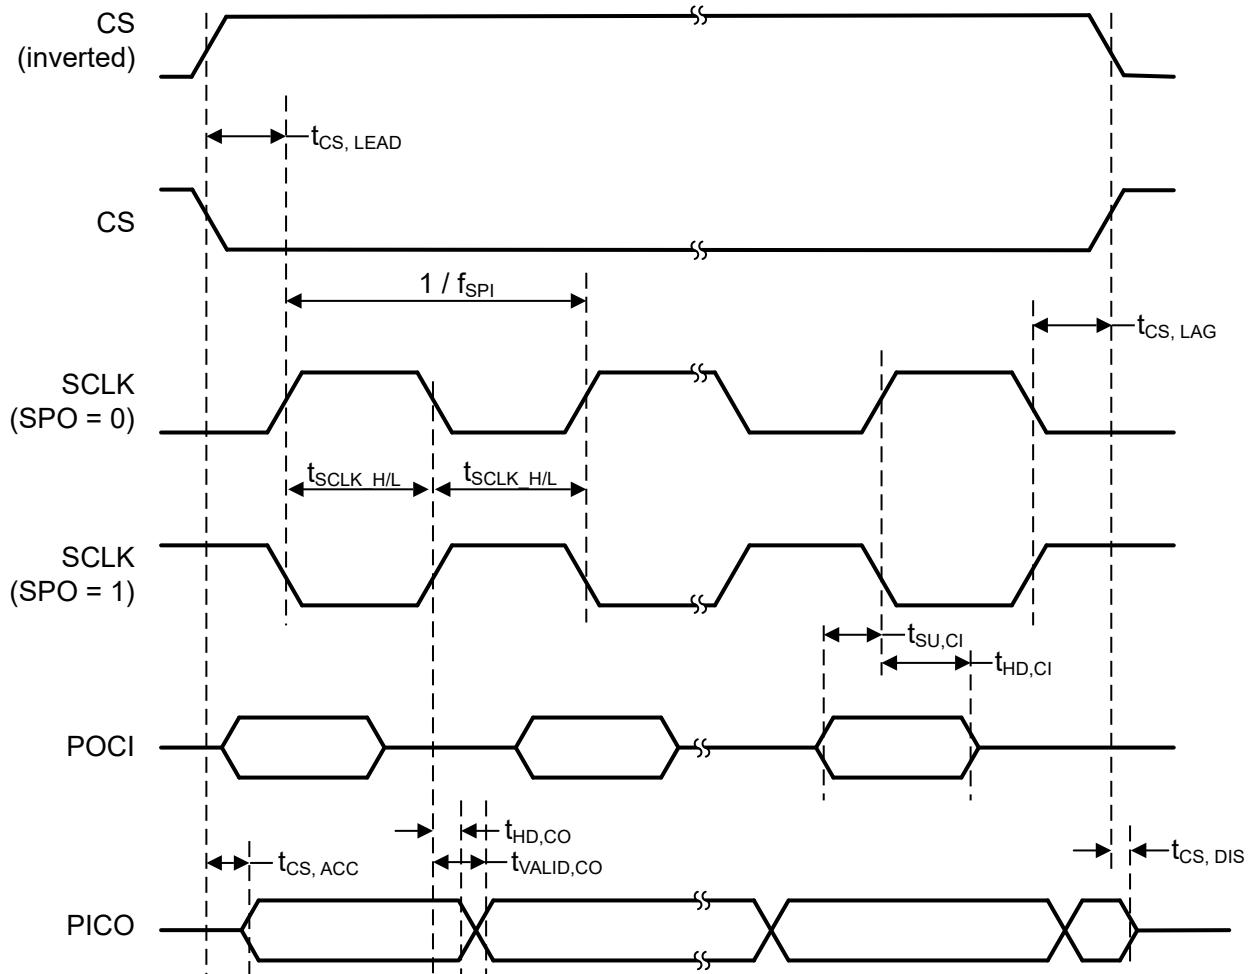 CS
(inverted)
tCS, LEAD
CS
1 / fSPI
tCS, LAG
SCLK
(SPO = 0)
tSCLK_H/L
tSCLK_H/L
SCLK
(SPO = 1)
tSU,CI
tHD,CI
POCI
tHD,CO
tVALID,CO
tCS, ACC
tCS, DIS
PICO